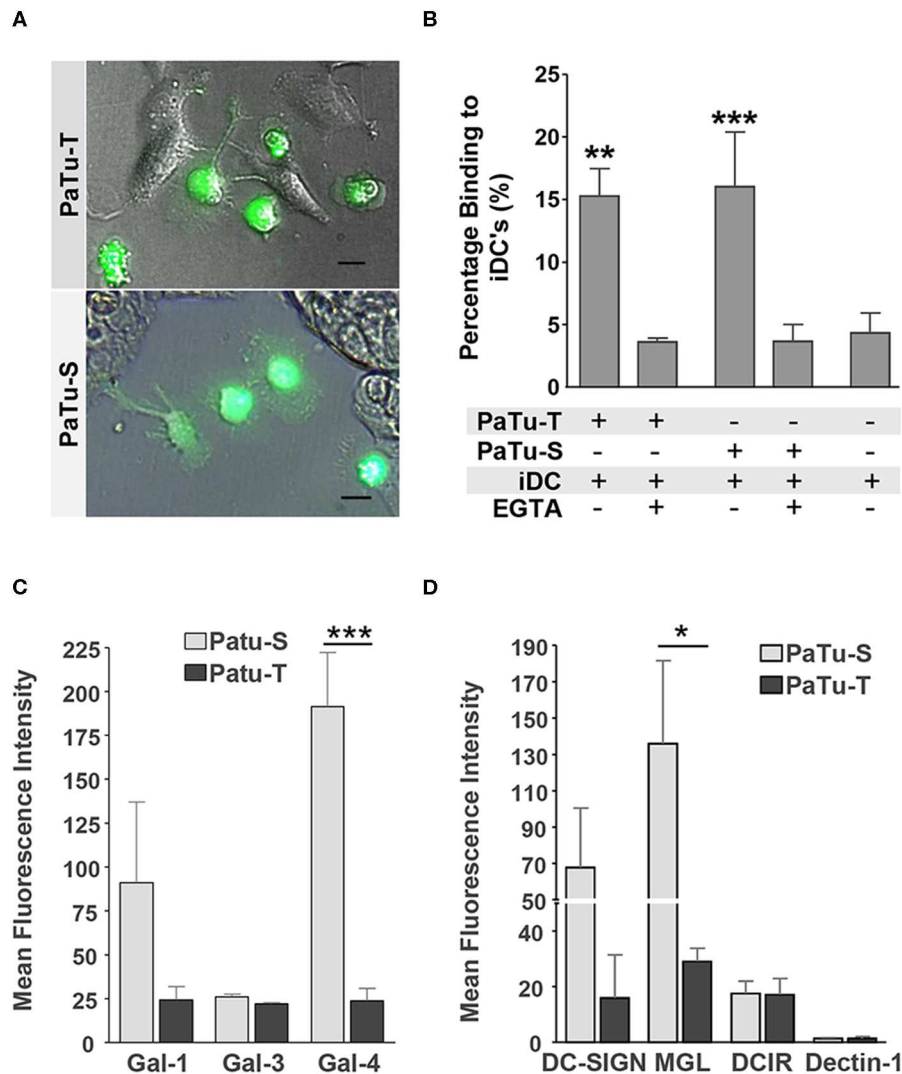 A
PaTu-T
PaTu-S
B
Percentage Binding to
iDC's (%)
25
20
15
10
5
0
**
***
PaTu-T + + - - -
PaTu-S - - + + -
iDC + + + + +
EGTA - + - + -
C
Mean Fluorescence Intensity
225
200
175
150
125
100
75
50
25
0
Patu-S
Patu-T
***
Gal-1 Gal-3 Gal-4
D
Mean Fluorescence Intensity
190
170
150
130
110
90
70
50
40
20
0
*
PaTu-S
PaTu-T
DC-SIGN MGL DCIR Dectin-1